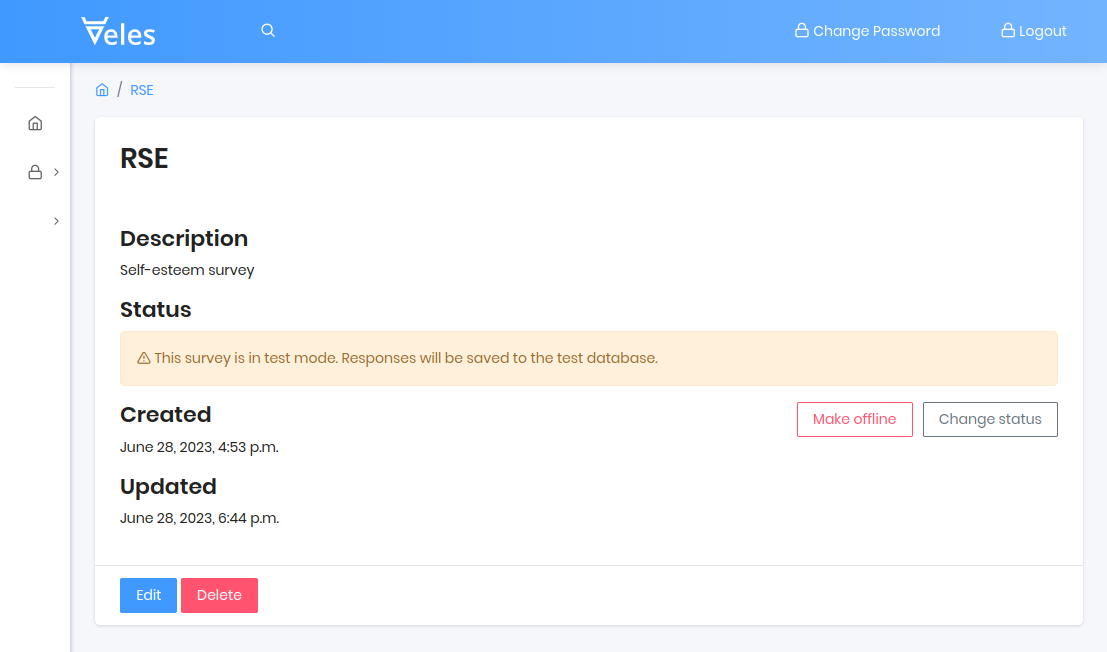 Veles
Change Password
Logout
/ RSE
RSE
Description
Self-esteem survey
Status
This survey is in test mode. Responses will be saved to the test database.
Created
Make offline
Change status
June 28, 2023, 4:53 p.m.
Updated
June 28, 2023, 6:44 p.m.
Edit
Delete